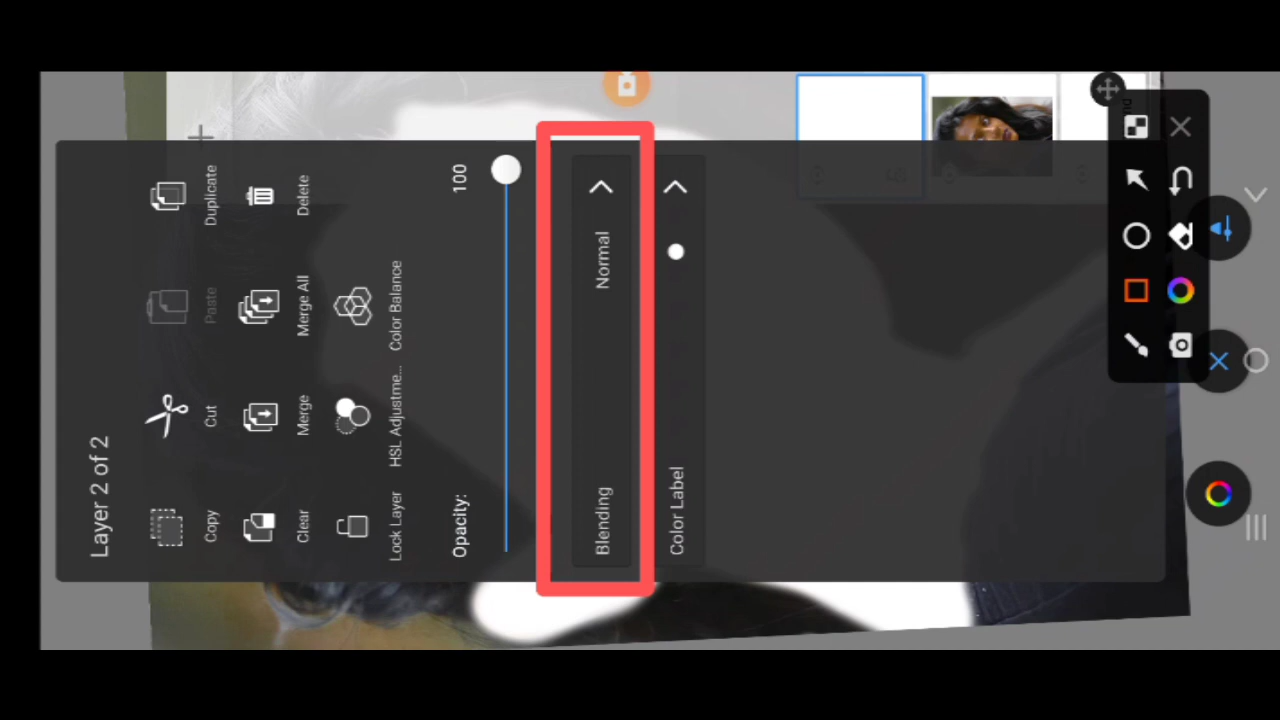 Layer 2 of 2
Copy
Cut
Paste
Duplicate
Clear
Merge
Merge All
Delete
Lock Layer
HSL Adjustme...
Color Balance
Opacity:
100
Blending
Normal
Color Label